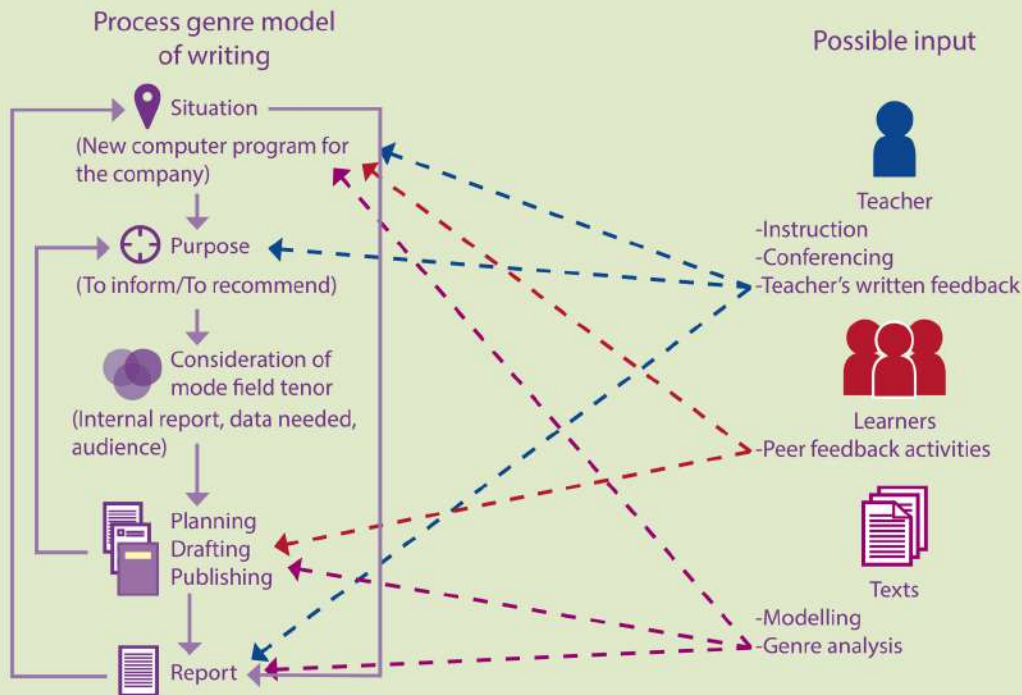 Process genre model
of writing
Situation
(New computer program for
the company)
Purpose
(To inform/To recommend)
Consideration of
mode field tenor
(Internal report, data needed,
audience)
Planning
Drafting
Publishing
Report
Possible input
Teacher
-Instruction
-Conferencing
-Teacher's written feedback
Learners
-Peer feedback activities
Texts
-Modelling
-Genre analysis